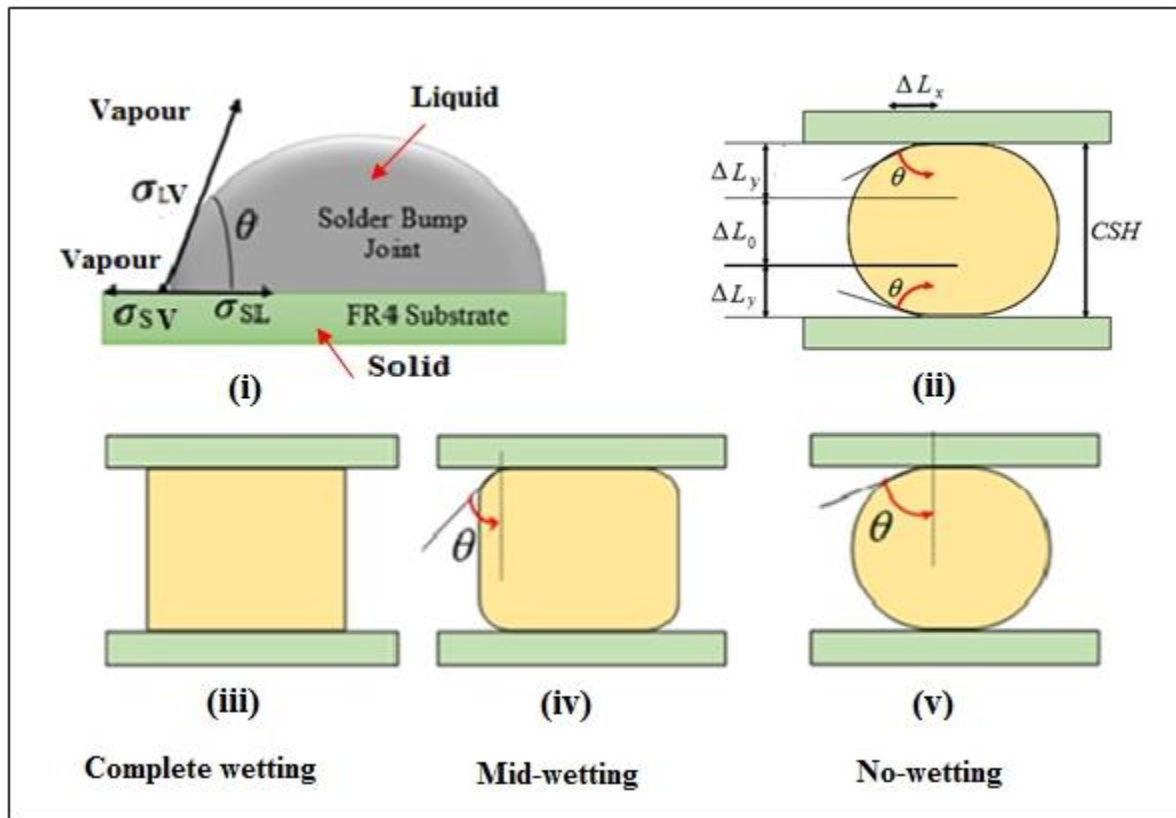 Vapour
Liquid
σLV
θ
Solder Bump
Joint
Vapour
σSV
σSL
FR4 Substrate
Solid
(i)
ΔLx
ΔLy
θ
ΔL0
CSH
θ
ΔLy
(ii)
θ
θ
(iii)
(iv)
(v)
Complete wetting
Mid-wetting
No-wetting